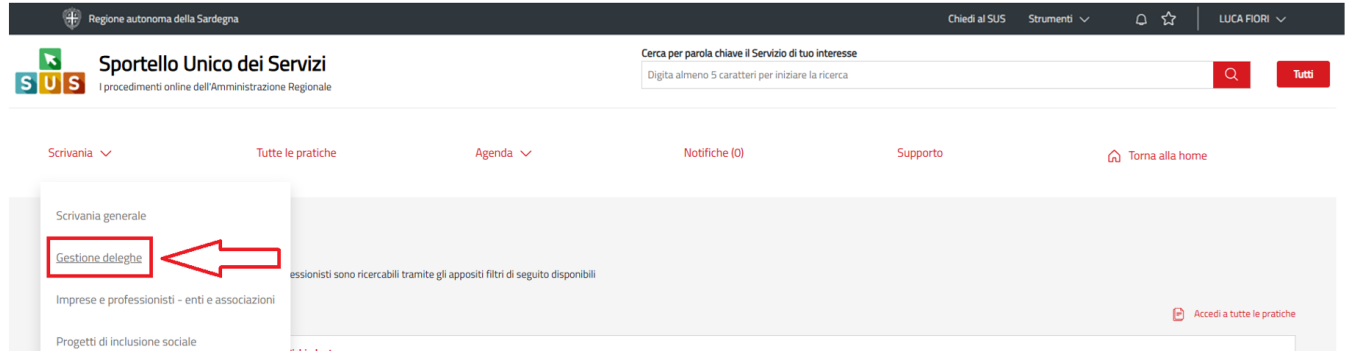 Regione autonoma della Sardegna
Chiedi al SUS
Strumenti
LUCA FIORI
SUS
Sportello Unico dei Servizi
I procedimenti online dell'Amministrazione Regionale
Cerca per parola chiave il Servizio di tuo interesse
Digita almeno 5 caratteri per iniziare la ricerca
Tutti
Scrivania
Tutte le pratiche
Agenda
Notifiche (0)
Supporto
Torna alla home
Scrivania generale
Gestione deleghe
essionisti sono ricercabili tramite gli appositi filtri di seguito disponibili
Imprese e professionisti - enti e associazioni
Accedi a tutte le pratiche
Progetti di inclusione sociale